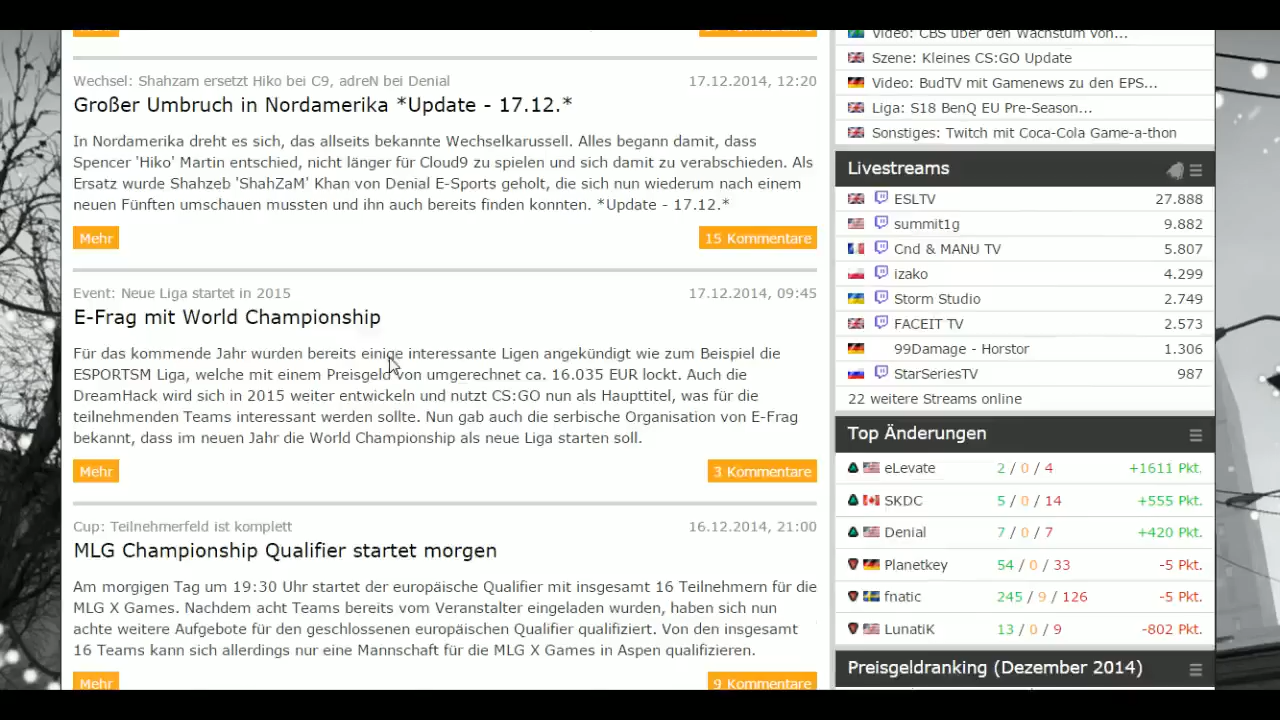 Mehr
Wechsel: Shahzam ersetzt Hiko bei C9, adreN bei Denial 17.12.2014, 12:20
Großer Umbruch in Nordamerika *Update - 17.12.*
In Nordamerika dreht es sich, das allseits bekannte Wechselkarussell. Alles begann damit, dass
Spencer 'Hiko' Martin entschied, nicht länger für Cloud9 zu spielen und sich damit zu verabschieden. Als
Ersatz wurde Shahzeb 'ShahZaM' Khan von Denial E-Sports geholt, die sich nun wiederum nach einem
neuen Fünften umschauen mussten und ihn auch bereits finden konnten. *Update - 17.12.*
Mehr 15 Kommentare
Event: Neue Liga startet in 2015 17.12.2014, 09:45
E-Frag mit World Championship
Für das kommende Jahr wurden bereits einige interessante Ligen angekündigt wie zum Beispiel die
ESPORTSM Liga, welche mit einem Preisgeld von umgerechnet ca. 16.035 EUR lockt. Auch die
DreamHack wird sich in 2015 weiter entwickeln und nutzt CS:GO nun als Haupttitel, was für die
teilnehmenden Teams interessant werden sollte. Nun gab auch die serbische Organisation von E-Frag
bekannt, dass im neuen Jahr die World Championship als neue Liga starten soll.
Mehr 3 Kommentare
Cup: Teilnehmerfeld ist komplett 16.12.2014, 21:00
MLG Championship Qualifier startet morgen
Am morgigen Tag um 19:30 Uhr startet der europäische Qualifier mit insgesamt 16 Teilnehmern für die
MLG X Games. Nachdem acht Teams bereits vom Veranstalter eingeladen wurden, haben sich nun
achte weitere Aufgebote für den geschlossenen europäischen Qualifier qualifiziert. Von den insgesamt
16 Teams kann sich allerdings nur eine Mannschaft für die MLG X Games in Aspen qualifizieren.
Mehr 9 Kommentare
Video: CBS über den Wachstum von...
Szene: Kleines CS:GO Update
Video: BudTV mit Gamenews zu den EPS...
Liga: S18 BenQ EU Pre-Season...
Sonstiges: Twitch mit Coca-Cola Game-a-thon
Livestreams
ESLTV 27.888
summit1g 9.882
Cnd & MANU TV 5.807
izako 4.299
Storm Studio 2.749
FACEIT TV 2.573
99Damage - Horstor 1.306
StarSeriesTV 987
22 weitere Streams online
Top Änderungen
eLevate 2 / 0 / 4 +1611 Pkt.
SKDC 5 / 0 / 14 +555 Pkt.
Denial 7 / 0 / 7 +420 Pkt.
Planetkey 54 / 0 / 33 -5 Pkt.
fnatic 245 / 9 / 126 -5 Pkt.
LunatiK 13 / 0 / 9 -802 Pkt.
Preisgeldranking (Dezember 2014)